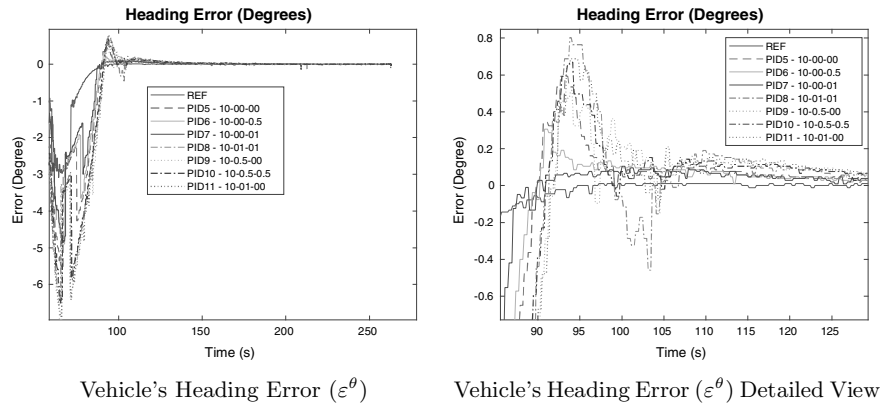 Heading Error (Degrees)
0
-1
-2
-3
-4
-5
-6
Error (Degree)
REF
PID5 - 10-00-00
PID6 - 10-00-0.5
PID7 - 10-00-01
PID8 - 10-01-01
PID9 - 10-0.5-00
PID10 - 10-0.5-0.5
PID11 - 10-01-00
100
150
200
250
Time (s)
Vehicle's Heading Error (ε^θ)
Heading Error (Degrees)
0.8
0.6
0.4
0.2
0
-0.2
-0.4
-0.6
Error (Degree)
REF
PID5 - 10-00-00
PID6 - 10-00-0.5
PID7 - 10-00-01
PID8 - 10-01-01
PID9 - 10-0.5-00
PID10 - 10-0.5-0.5
PID11 - 10-01-00
90
95
100
105
110
115
120
125
Time (s)
Vehicle's Heading Error (ε^θ) Detailed View